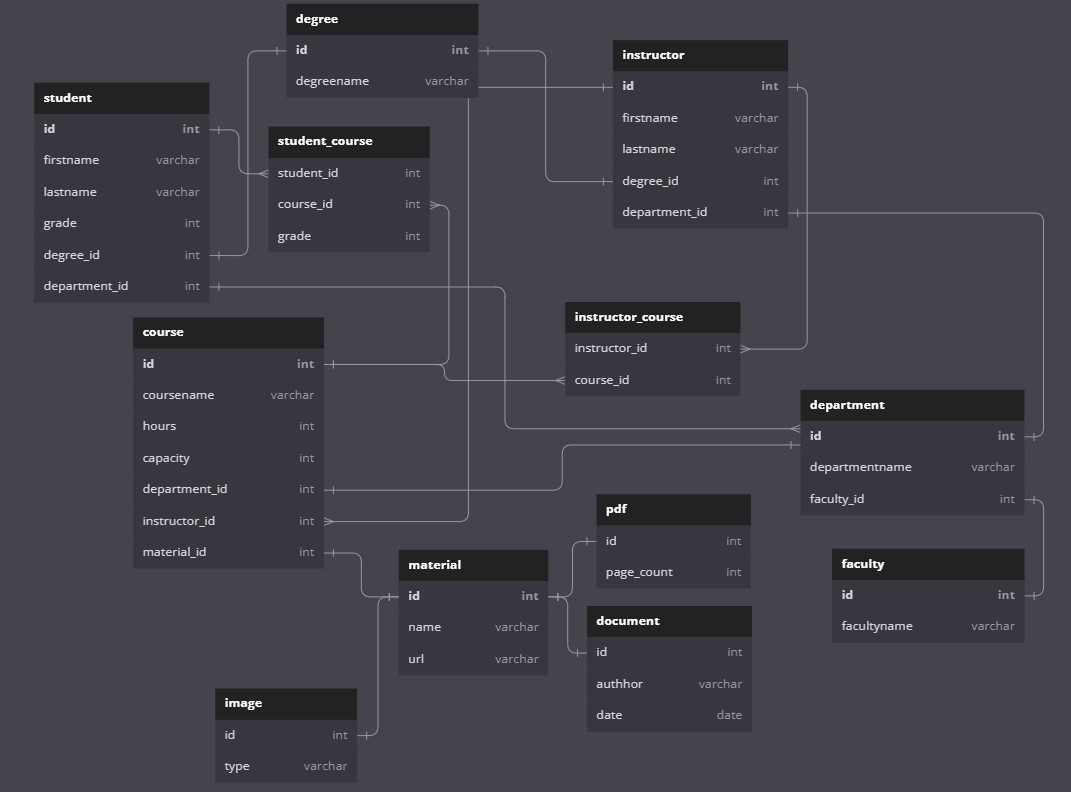 degree
id int
degreename varchar
instructor
id int
firstname varchar
lastname varchar
degree_id int
department_id int
student
id int
firstname varchar
lastname varchar
grade int
degree_id int
department_id int
student_course
student_id int
course_id int
grade int
course
id int
coursename varchar
hours int
capacity int
department_id int
instructor_id int
material_id int
instructor_course
instructor_id int
course_id int
department
id int
departmentname varchar
faculty_id int
pdf
id int
page_count int
material
id int
name varchar
url varchar
faculty
id int
facultyname varchar
document
id int
authhor varchar
date date
image
id int
type varchar